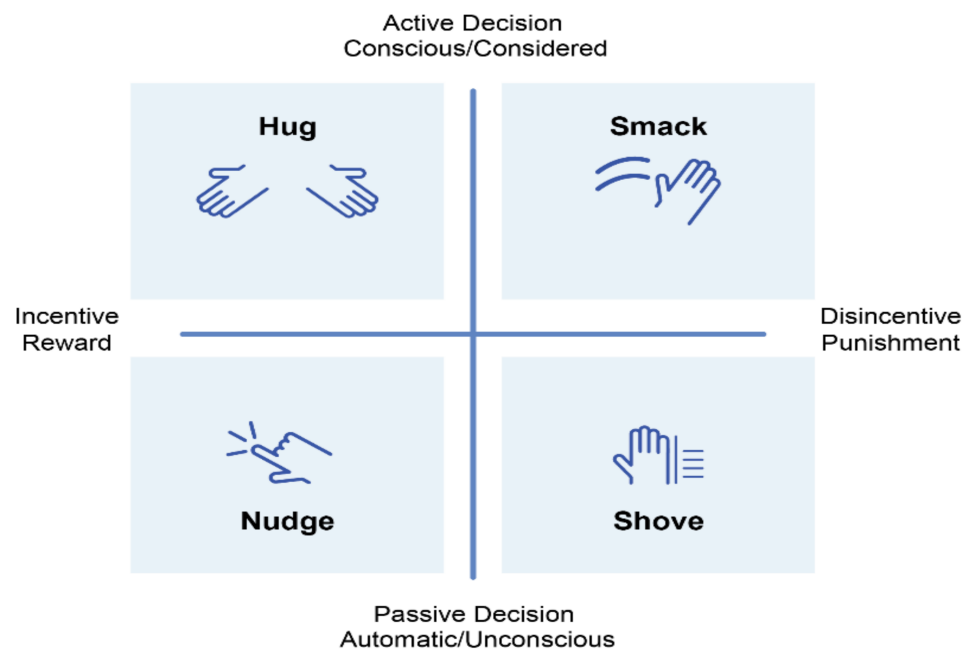 Active Decision
Conscious/Considered
Hug
Smack
Incentive
Reward
Disincentive
Punishment
Nudge
Shove
Passive Decision
Automatic/Unconscious